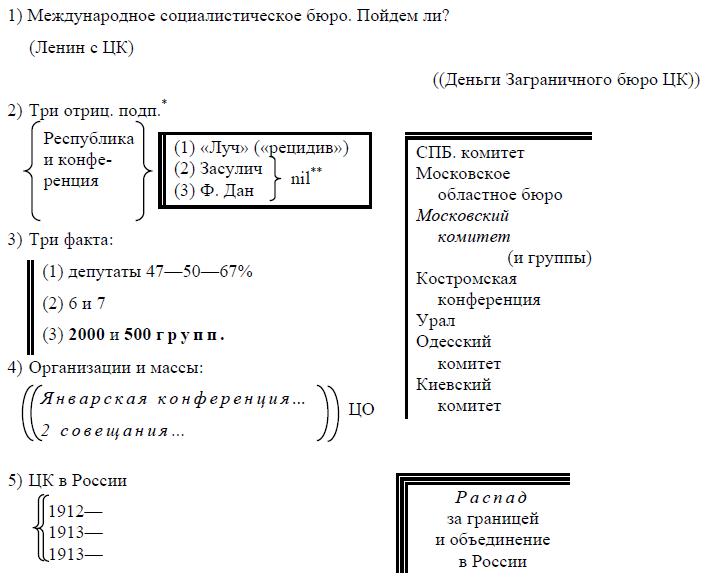 1) Международное социалистическое бюро. Пойдем ли?
(Ленин с ЦК)
((Деньги Заграничного бюро ЦК))
2) Три отриц. подп.*
Республика
и конфе-
ренция
(1) «Луч» («рецидив»)
(2) Засулич
(3) Ф. Дан
nil**
СПБ. комитет
Московское
областное бюро
Московский
комитет
(и группы)
Костромская
конференция
Урал
Одесский
комитет
Киевский
комитет
3) Три факта:
(1) депутаты 47—50—67%
(2) 6 и 7
(3) 2000 и 500 групп.
4) Организации и массы:
Январская конференция...
2 совещания...
ЦО
5) ЦК в России
1912—
1913—
1913—
Распад
за границей
и объединение
в России